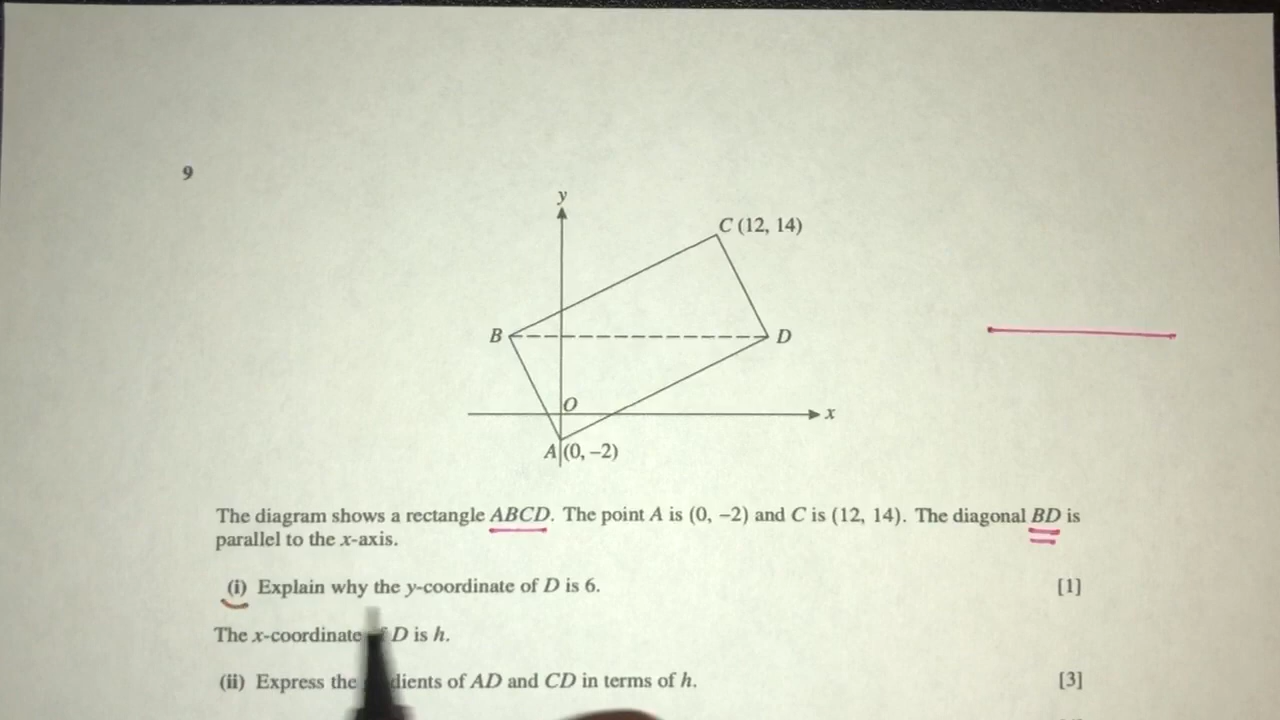 9
y
C (12, 14)
B
D
O
x
A (0, −2)
The diagram shows a rectangle ABCD. The point A is (0, −2) and C is (12, 14). The diagonal BD is
parallel to the x-axis.
(i) Explain why the y-coordinate of D is 6. [1]
The x-coordinate D is h.
(ii) Express the of AD and CD in terms of h. [3]